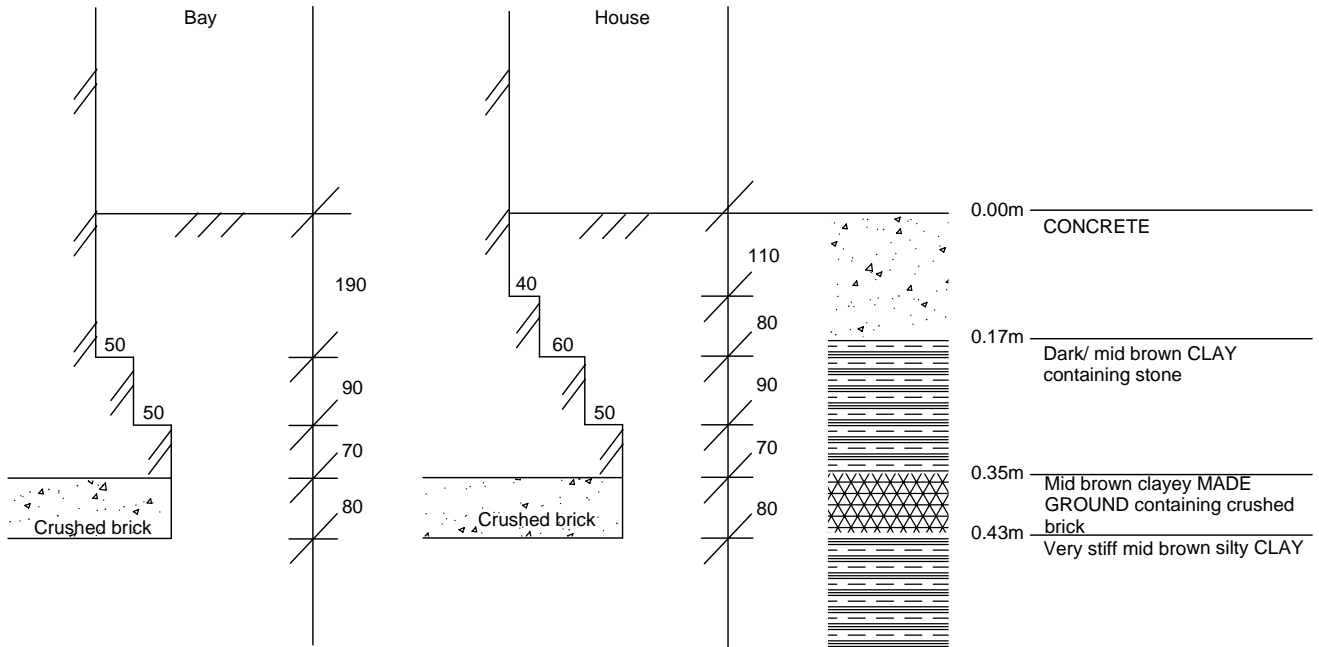 Bay
190
50
90
50
70
80
Crushed brick
House
110
40
80
60
90
50
70
80
Crushed brick
0.00m
CONCRETE
0.17m
Dark/ mid brown CLAY
containing stone
0.35m
Mid brown clayey MADE
GROUND containing crushed
brick
0.43m
Very stiff mid brown silty CLAY